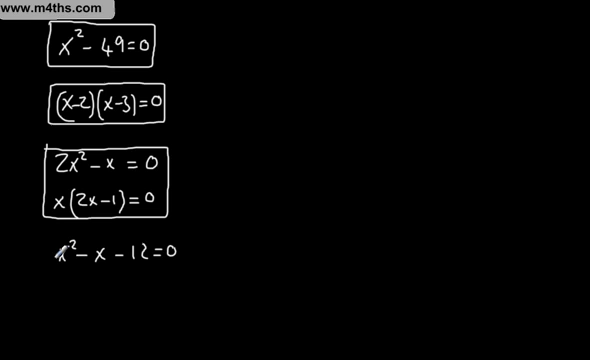 www.m4ths.com
x² - 49 = 0
(x-2)(x-3) = 0
2x² - x = 0
x(2x-1) = 0
x² - x - 12 = 0